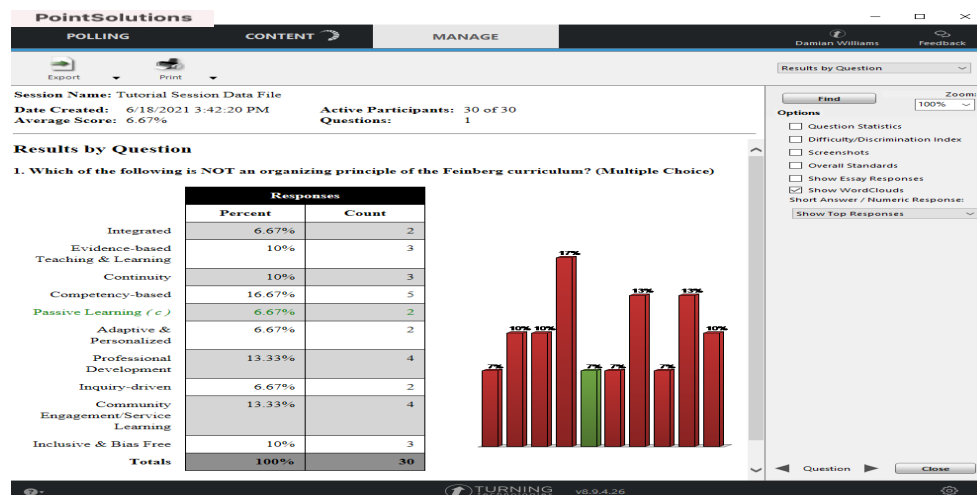 PointSolutions
POLLING CONTENT MANAGE
Damian Williams Feedback
Export Print
Results by Question
Session Name: Tutorial Session Data File
Date Created: 6/18/2021 3:42:20 PM Active Participants: 30 of 30
Average Score: 6.67% Questions: 1
Results by Question
1. Which of the following is NOT an organizing principle of the Feinberg curriculum? (Multiple Choice)
Responses
Percent Count
Integrated 6.67% 2
Evidence-based 10% 3
Teaching & Learning
Continuity 10% 3
Competency-based 16.67% 5
Passive Learning (c) 6.67% 2
Adaptive & 6.67% 2
Personalized
Professional 13.33% 4
Development
Inquiry-driven 6.67% 2
Community 13.33% 4
Engagement/Service
Learning
Inclusive & Bias Free 10% 3
Totals 100% 30
7% 10% 10% 17% 7% 7% 13% 7% 13% 10%
Find
Zoom:
100%
Options
Question Statistics
Difficulty/Discrimination Index
Screenshots
Overall Standards
Show Essay Responses
Show WordClouds
Short Answer / Numeric Response:
Show Top Responses
Question Close
TURNING
Technologies
v8.9.4.26